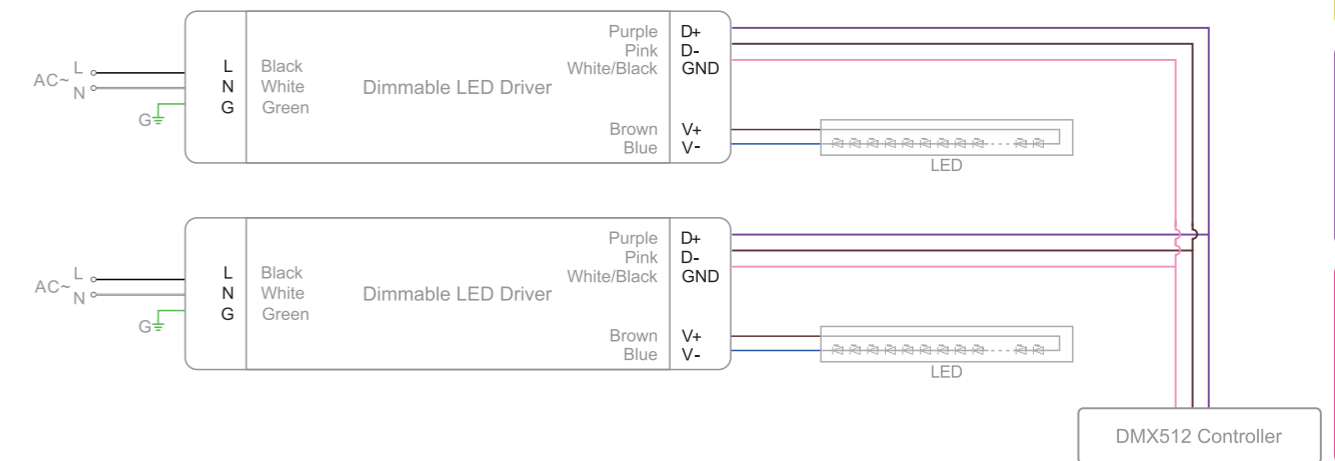 Purple D+
Pink D-
White/Black GND
AC~ L
N
L Black
N White
G Green
G
Dimmable LED Driver
Brown V+
Blue V-
LED
Purple D+
Pink D-
White/Black GND
AC~ L
N
L Black
N White
G Green
G
Dimmable LED Driver
Brown V+
Blue V-
LED
DMX512 Controller